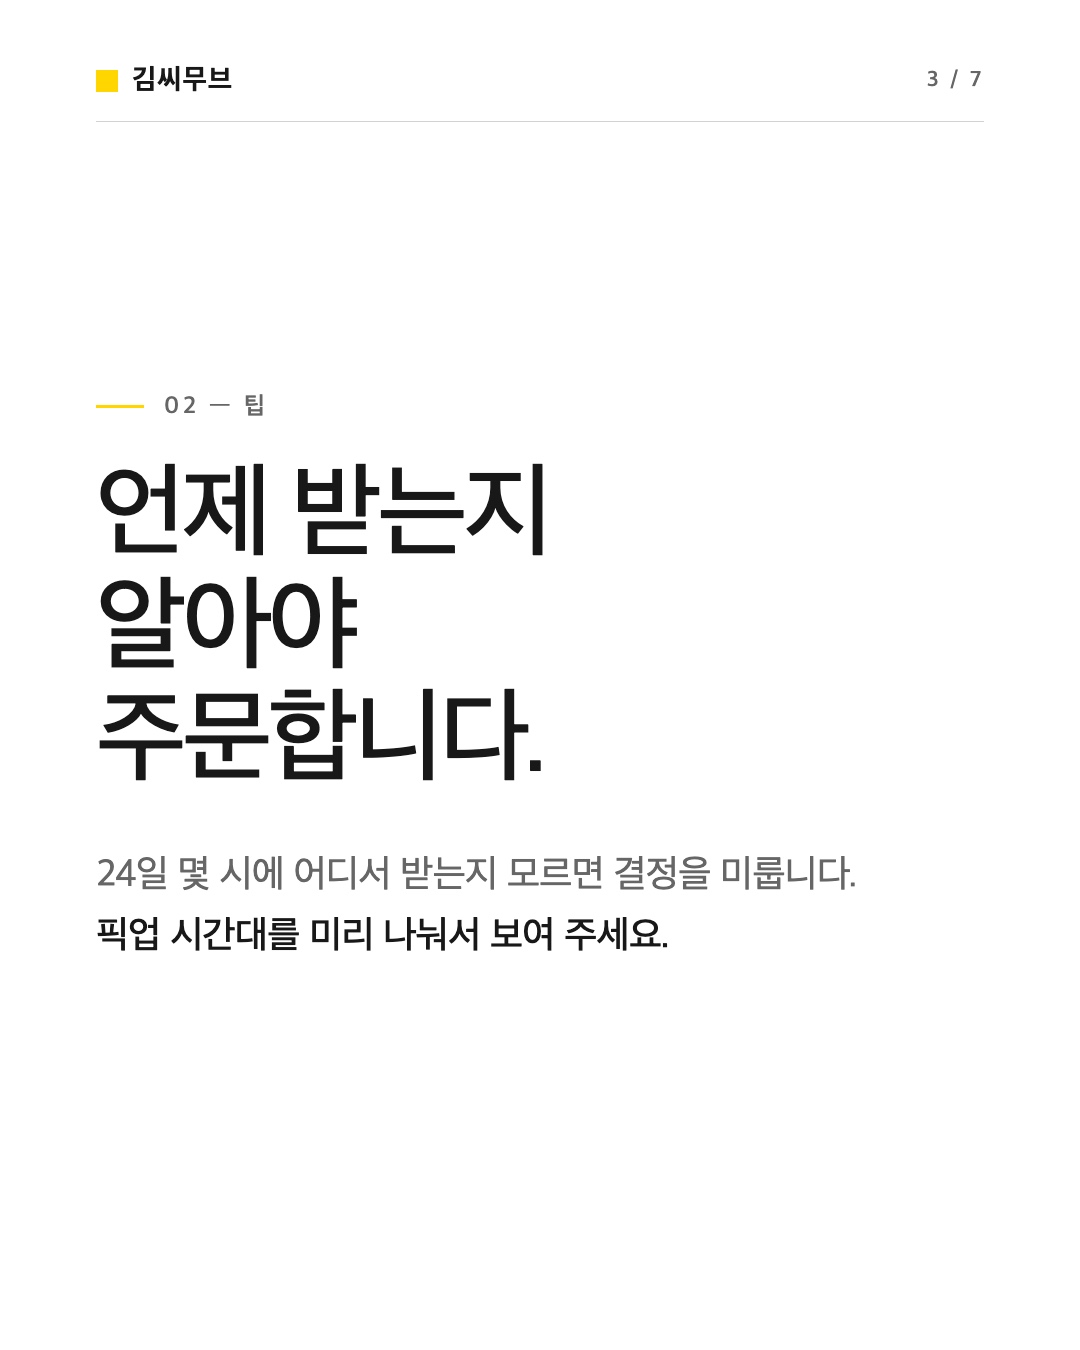 김씨무브
3 / 7
02 — 팁
언제 받는지
알아야
주문합니다.
24일 몇 시에 어디서 받는지 모르면 결정을 미룹니다.
픽업 시간대를 미리 나눠서 보여 주세요.